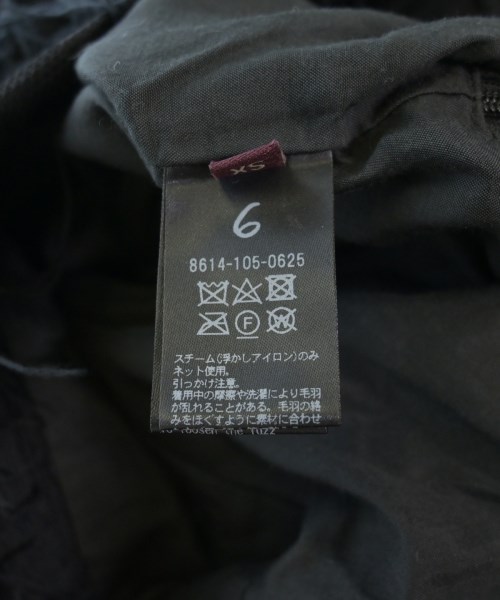 XS
6
8614-105-0625
F W
スチーム(浮かしアイロン)のみ
ネット使用。
引っかけ注意。
着用中の摩擦や洗濯により毛羽
が乱れることがある。毛羽の絡
みをほぐすように素材に合わせ